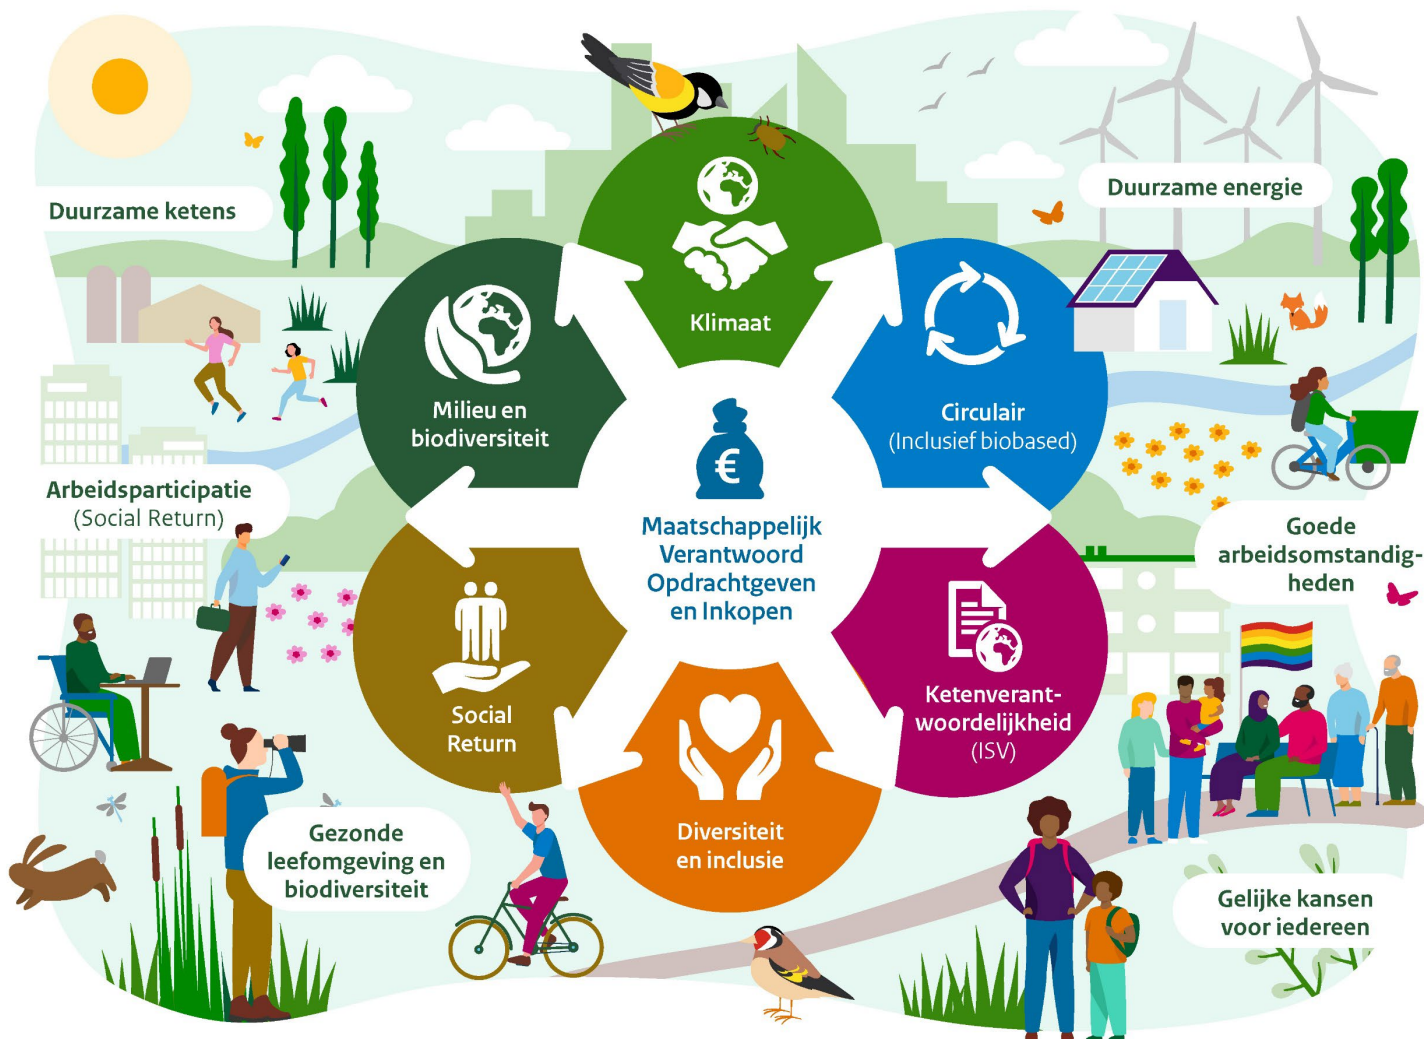 Duurzame ketens
Duurzame energie
Klimaat
Milieu en
biodiversiteit
Circulair
(Inclusief biobased)
€
Maatschappelijk
Verantwoord
Opdrachtgeven
en Inkopen
Arbeidsparticipatie
(Social Return)
Goede
arbeidsomstandig-
heden
Social
Return
Ketenverant-
woordelijkheid
(ISV)
Diversiteit
en inclusie
Gezonde
leefomgeving en
biodiversiteit
Gelijke kansen
voor iedereen